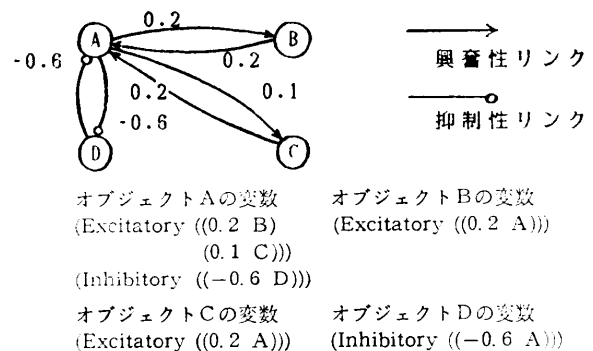 A
0.2
B
-0.6
0.2
0.2
0.1
-0.6
D
C
興奮性リンク
抑制性リンク
オブジェクトAの変数
(Excitatory ((0.2 B)
(0.1 C)))
(Inhibitory ((-0.6 D)))
オブジェクトBの変数
(Excitatory ((0.2 A)))
オブジェクトCの変数
(Excitatory ((0.2 A)))
オブジェクトDの変数
(Inhibitory ((-0.6 A)))